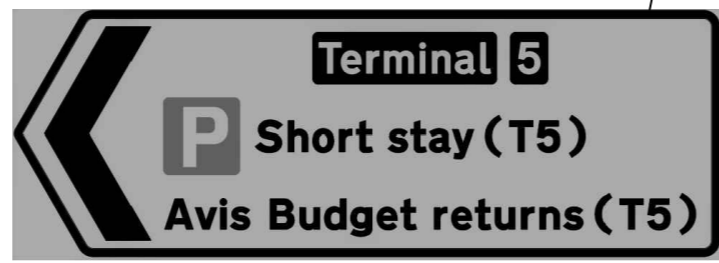 Terminal 5
P Short stay (T5)
Avis Budget returns (T5)